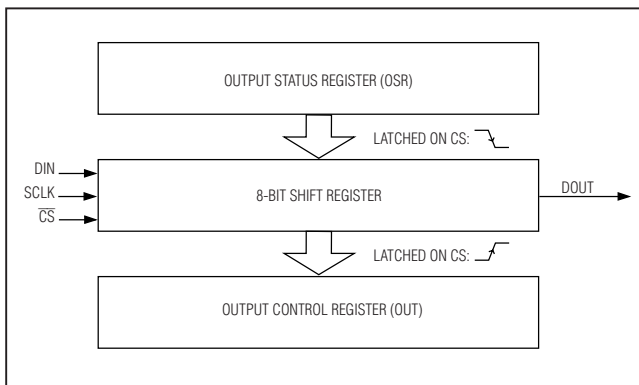 OUTPUT STATUS REGISTER (OSR)
LATCHED ON CS:
DIN
SCLK
CS
8-BIT SHIFT REGISTER
DOUT
LATCHED ON CS:
OUTPUT CONTROL REGISTER (OUT)